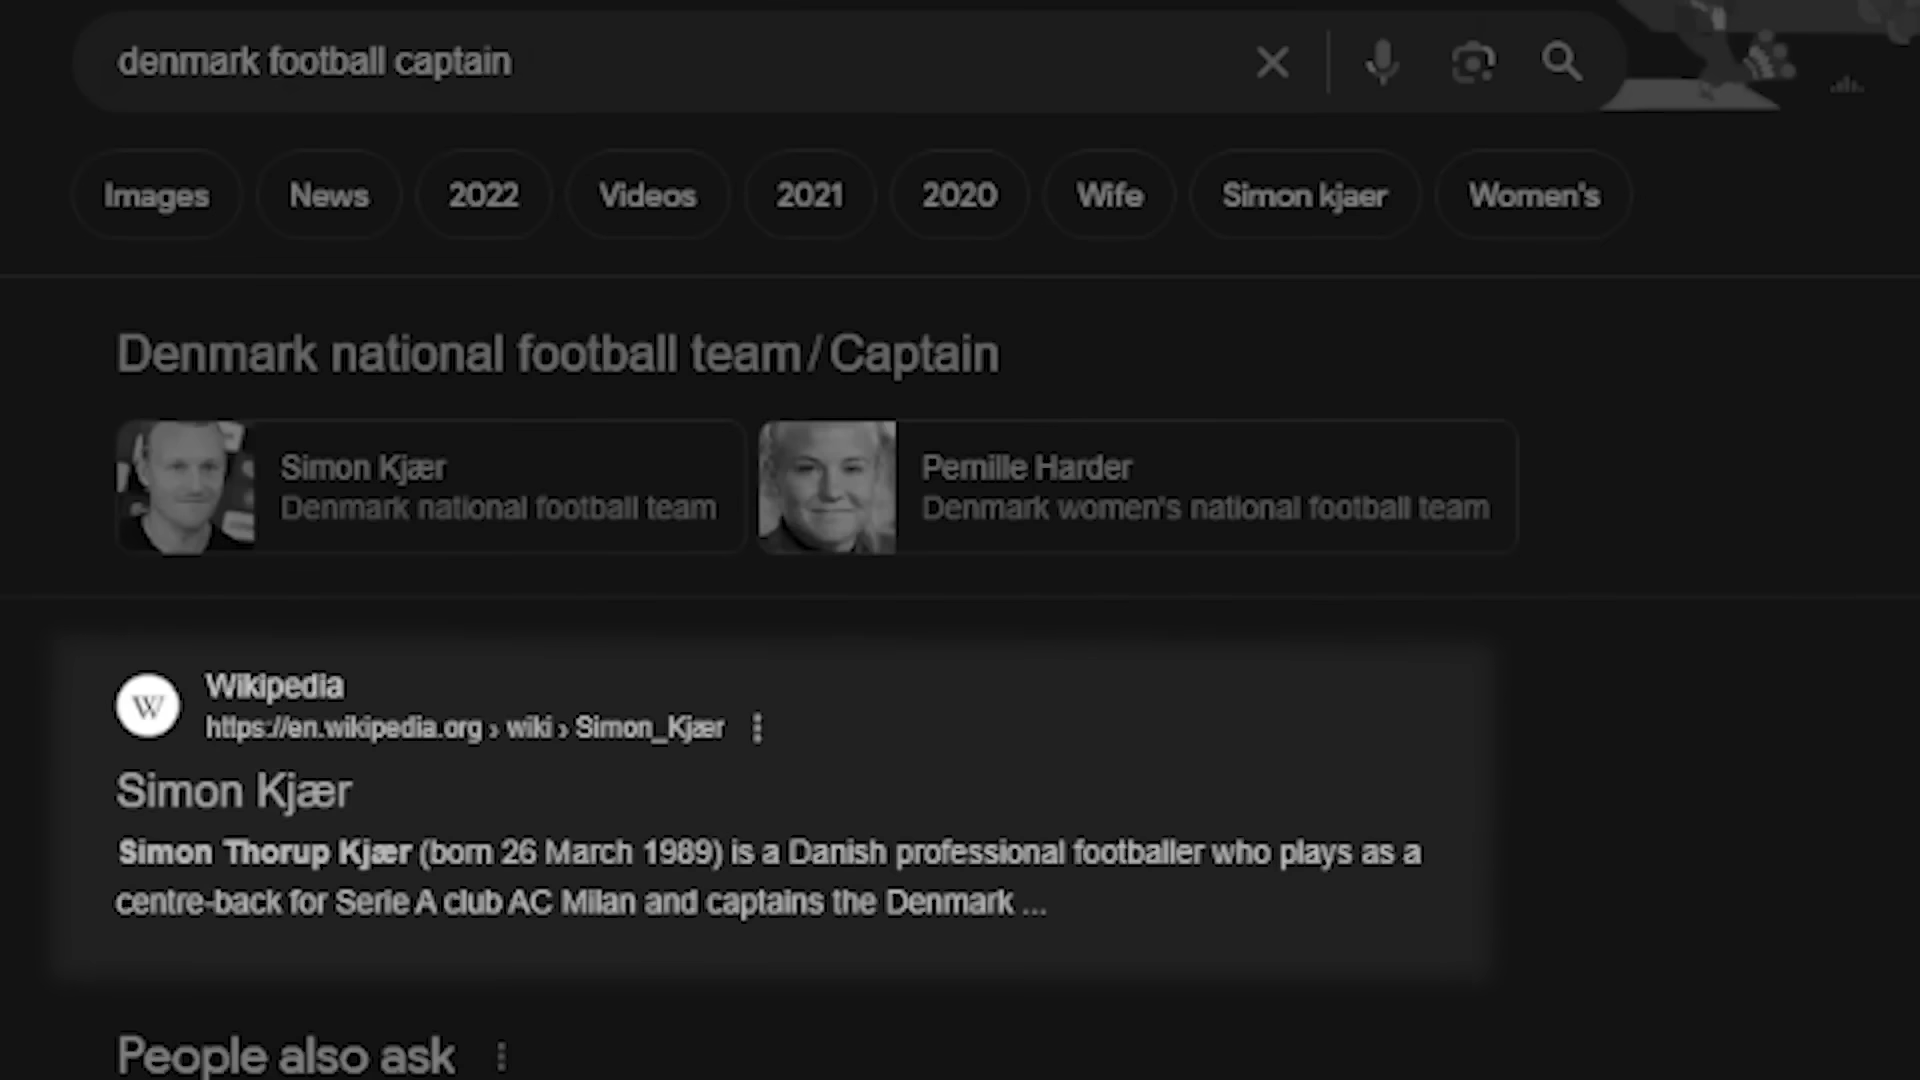 denmark football captain
Images News 2022 Videos 2021 2020 Wife Simon kjaer Women's
Denmark national football team/Captain
Simon Kjær
Denmark national football team
Pernille Harder
Denmark women's national football team
W
Wikipedia
https://en.wikipedia.org › wiki › Simon_Kjær
Simon Kjær
Simon Thorup Kjær (born 26 March 1989) is a Danish professional footballer who plays as a
centre-back for Serie A club AC Milan and captains the Denmark ...
People also ask